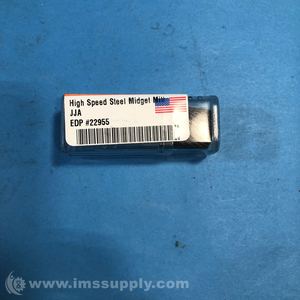 High Speed Steel Midget Mill
JJA
EDP #22955
© www.imssupply.com